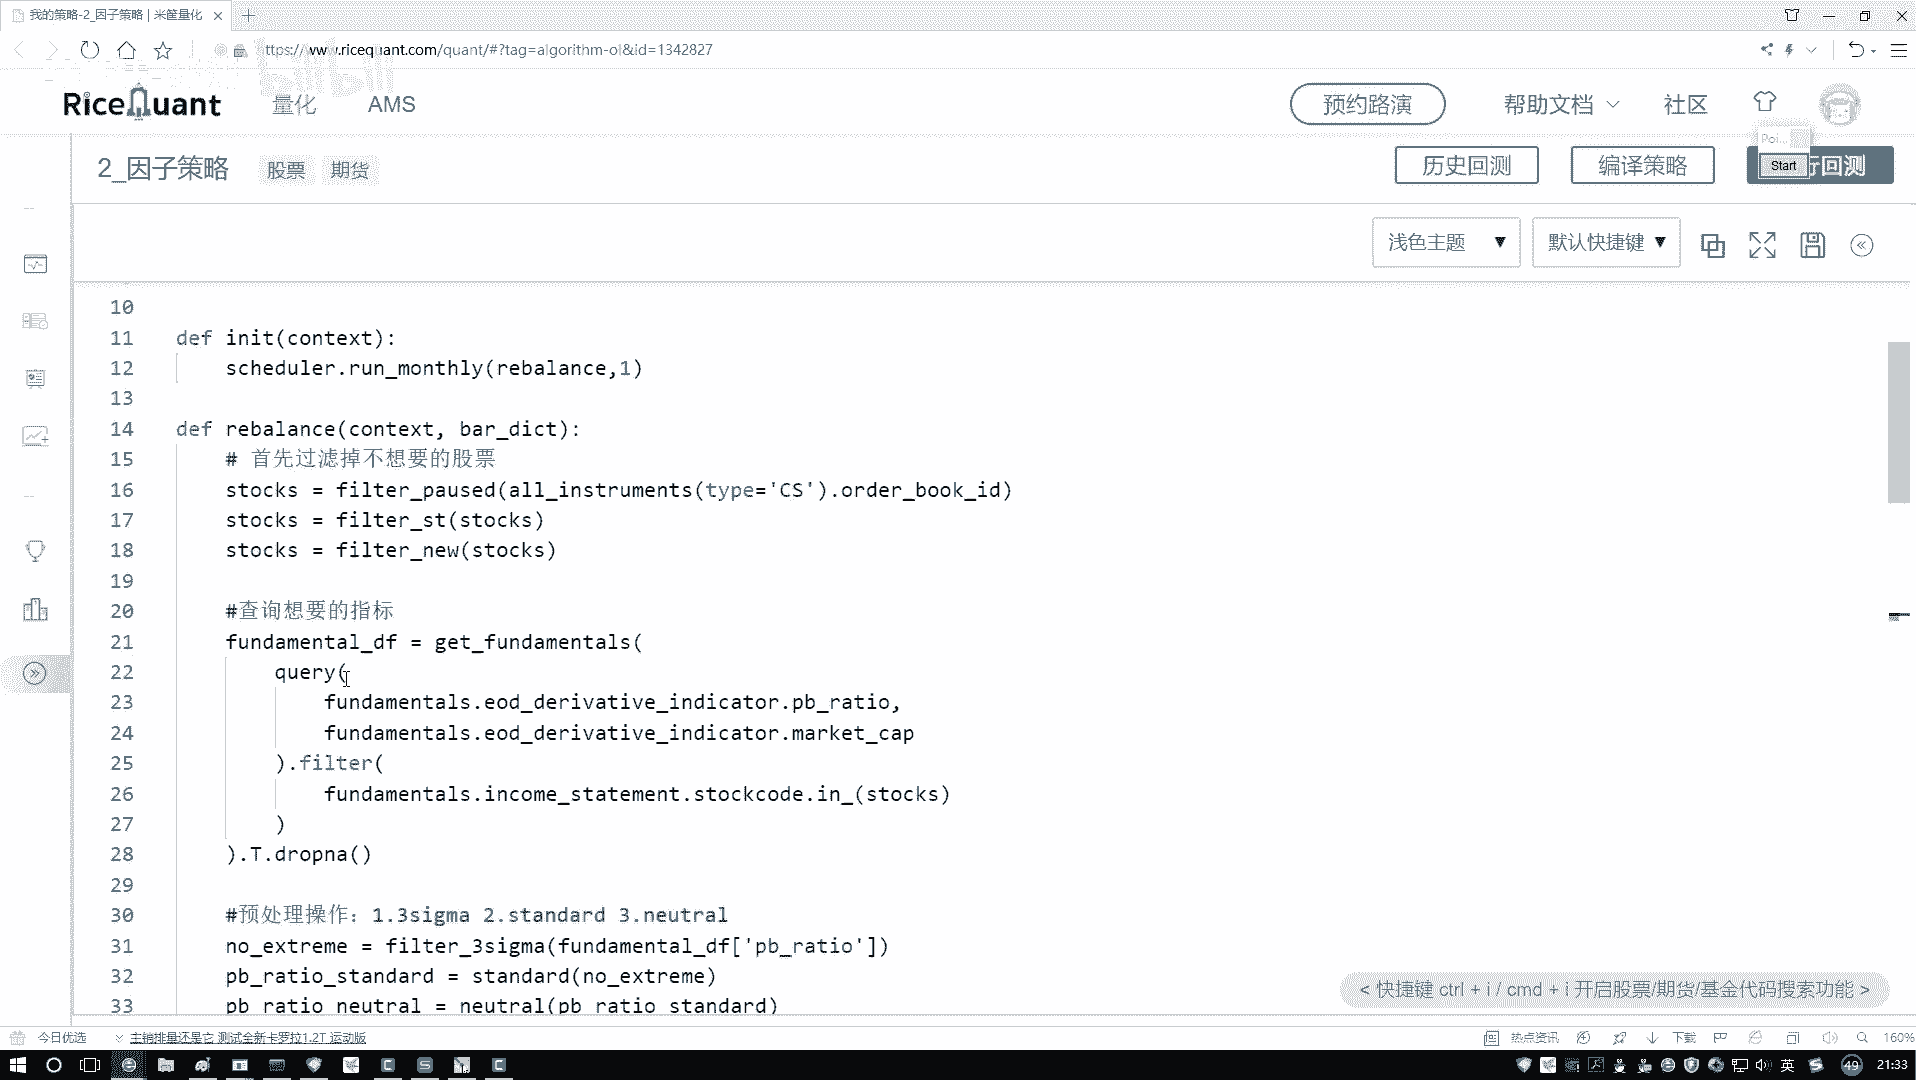 我的策略-2_因子策略 | 米筐量化
ttps://www.ricequant.com/quant/#?tag=algorithm-ol&id=1342827
bilibili
RiceQuant 量化 AMS 预约路演 帮助文档 社区
Poi...
2_因子策略 股票 期货 历史回测 编译策略 Start 行回测
浅色主题 默认快捷键
10
11 def init(context):
12 scheduler.run_monthly(rebalance,1)
13
14 def rebalance(context, bar_dict):
15 # 首先过滤掉不想要的股票
16 stocks = filter_paused(all_instruments(type='CS').order_book_id)
17 stocks = filter_st(stocks)
18 stocks = filter_new(stocks)
19
20 #查询想要的指标
21 fundamental_df = get_fundamentals(
22 query(
23 fundamentals.eod_derivative_indicator.pb_ratio,
24 fundamentals.eod_derivative_indicator.market_cap
25 ).filter(
26 fundamentals.income_statement.stockcode.in_(stocks)
27 )
28 ).T.dropna()
29
30 #预处理操作：1.3sigma 2.standard 3.neutral
31 no_extreme = filter_3sigma(fundamental_df['pb_ratio'])
32 pb_ratio_standard = standard(no_extreme)
33 pb_ratio_neutral = neutral(pb_ratio_standard)
< 快捷键 ctrl + i / cmd + i 开启股票/期货/基金代码搜索功能 >
今日优选 主销排量还是它 测试全新卡罗拉1.2T 运动版 热点资讯 下载 160%
英 49 21:33